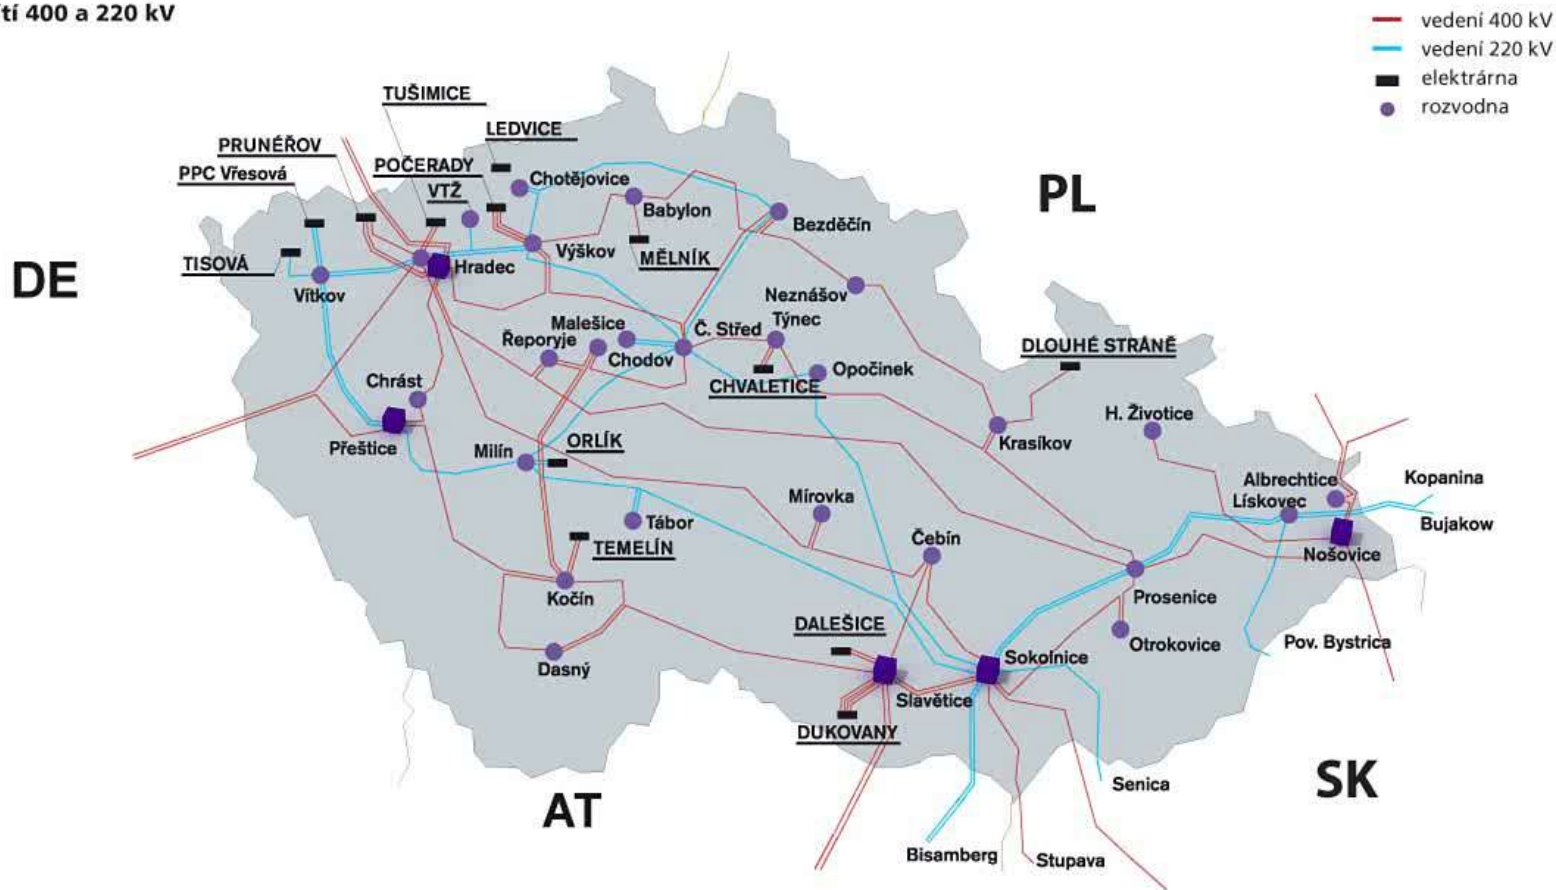 tí 400 a 220 kV
vedení 400 kV
vedení 220 kV
elektrárna
rozvodna
TUŠIMICE
LEDVICE
PRUNÉŘOV
POČERADY
PPC Vřesová
VTŽ
Chotějovice
Babylon
PL
Bezděčín
Výškov
MĚLNÍK
TISOVÁ
Hradec
DE
Vítkov
Neznášov
Týnec
Malešice
Č. Střed
Řeporyje
Chodov
DLOUHÉ STRÁNĚ
Opočinek
CHVALETICE
Chrást
H. Životice
Krasíkov
Přeštice
Milín
ORLÍK
Albrechtice
Kopanina
Lískovec
Mírovka
Bujakow
Tábor
Čebín
TEMELÍN
Nošovice
Kočín
Prosenice
DALEŠICE
Otrokovice
Pov. Bystrica
Sokolnice
Dasný
Slavětice
DUKOVANY
SK
Senica
AT
Bisamberg
Stupava